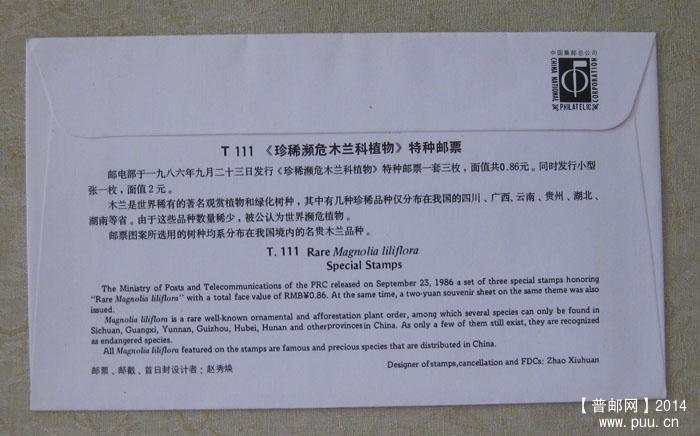 中国集邮总公司
CHINA NATIONAL
PHILATELIC
CORPORATION
T 111 《珍稀濒危木兰科植物》特种邮票
邮电部于一九八六年九月二十三日发行《珍稀濒危木兰科植物》特种邮票一套三枚，面值共0.86元。同时发行小型
张一枚，面值2元。
木兰是世界稀有的著名观赏植物和绿化树种，其中有几种珍稀品种仅分布在我国的四川、广西、云南、贵州、湖北、
湖南等省。由于这些品种数量稀少，被公认为世界濒危植物。
邮票图案所选用的树种均系分布在我国境内的名贵木兰品种。
T. 111 Rare Magnolia liliflora
Special Stamps
The Ministry of Posts and Telecommunications of the PRC released on September 23, 1986 a set of three special stamps honoring
"Rare Magnolia liliflora" with a total face value of RMB¥0.86. At the same time, a two-yuan souvenir sheet on the same theme was also
issued.
Magnolia liliflora is a rare well-known ornamental and afforestation plant order, among which several species can only be found in
Sichuan, Guangxi, Yunnan, Guizhou, Hubei, Hunan and otherprovinces in China. As only a few of them still exist, they are recognized
as endangered species.
All Magnolia liliflora featured on the stamps are famous and precious species that are distributed in China.
邮票、邮戳、首日封设计者：赵秀焕
Designer of stamps,cancellation and FDCs: Zhao Xiuhuan
【普邮网】2014
www.puu.cn